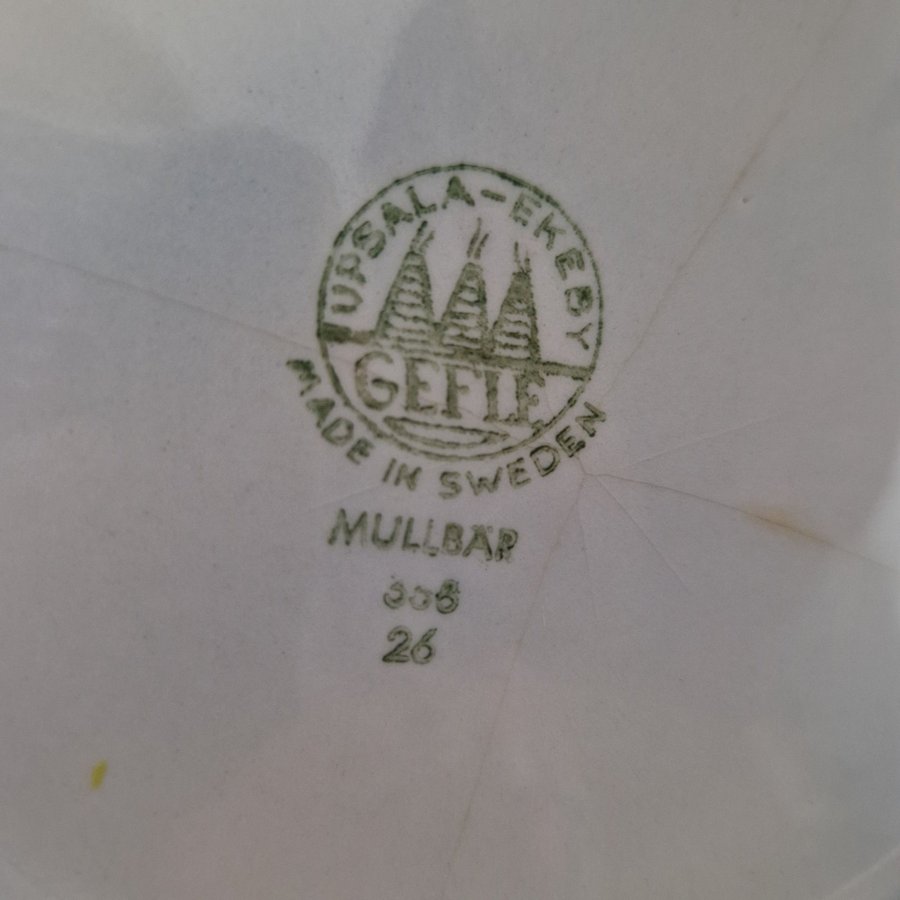 UPSALA-EKEBY
GEFLE
MADE IN SWEDEN
MULLBÄR
26